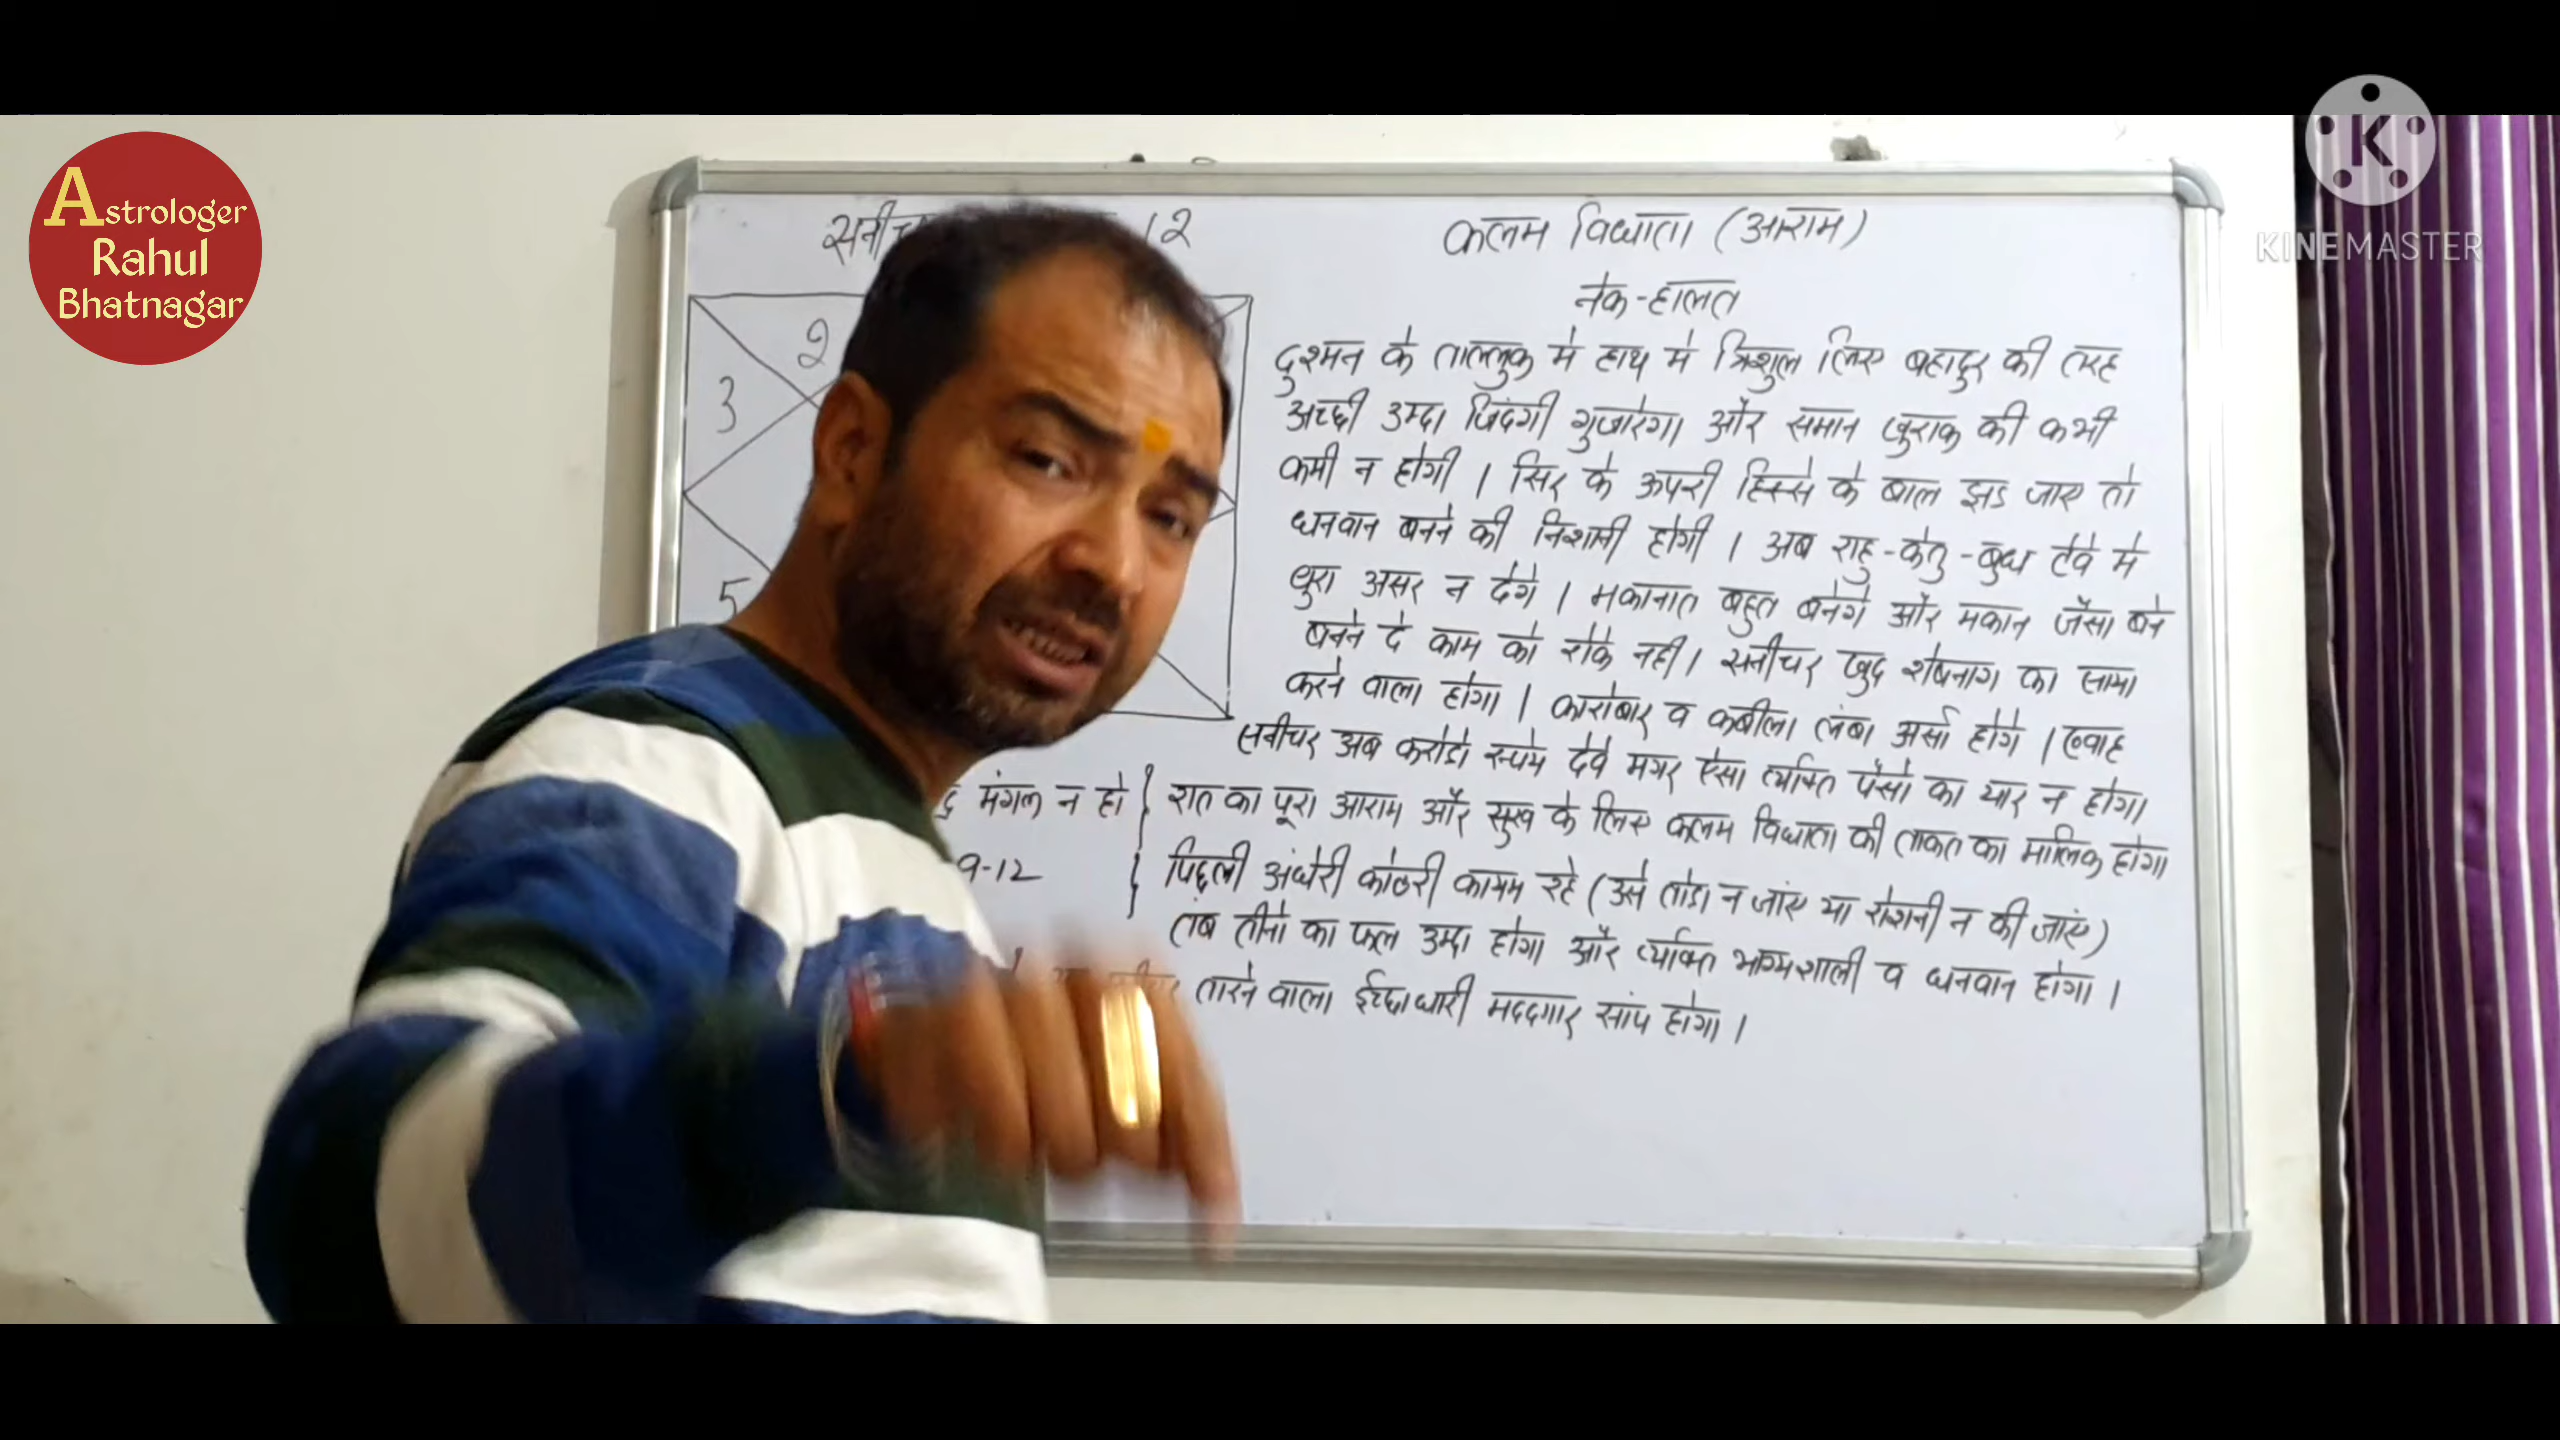 Astrologer
Rahul
Bhatnagar
KINEMASTER
12
कलम विधाता (आराम)
नेक-हालत
2
3
5
दुश्मन के ताल्लुक मे हाथ मे त्रिशुल लिए बहादुर की तरह
अच्छी उम्दा जिंदगी गुजारेगा और समान खुराक की कभी
कमी न होगी । सिर के ऊपरी हिस्से के बाल झड जाए तो
धनवान बनने की निशानी होगी । अब राहु-केतु-बुध टेवे मे
बुरा असर न देगे । मकानात बहुत बनेगे और मकान जैसा बने
बनने दे काम को रोके नही । सनीचर खुद शेषनाग का साया
करने वाला होगा । कारोबार व कबीला लंबा अर्सा होगे । ख्वाह
सनीचर अब करोडो रूपये देवे मगर ऐसा व्यक्ति पैसो का यार न होगा
मंगल न हो } रात का पूरा आराम और सुख के लिए कलम विधाता की ताकत का मालिक होगा
9-12 } पिछली अंधेरी कोठरी कायम रहे (उसे तोडा न जांए या रोशनी न की जांए)
तब तीनो का फल उम्दा होगा और व्यक्ति भाग्यशाली व धनवान होगा ।
तारने वाला ईच्छाधारी मददगार सांप होगा ।